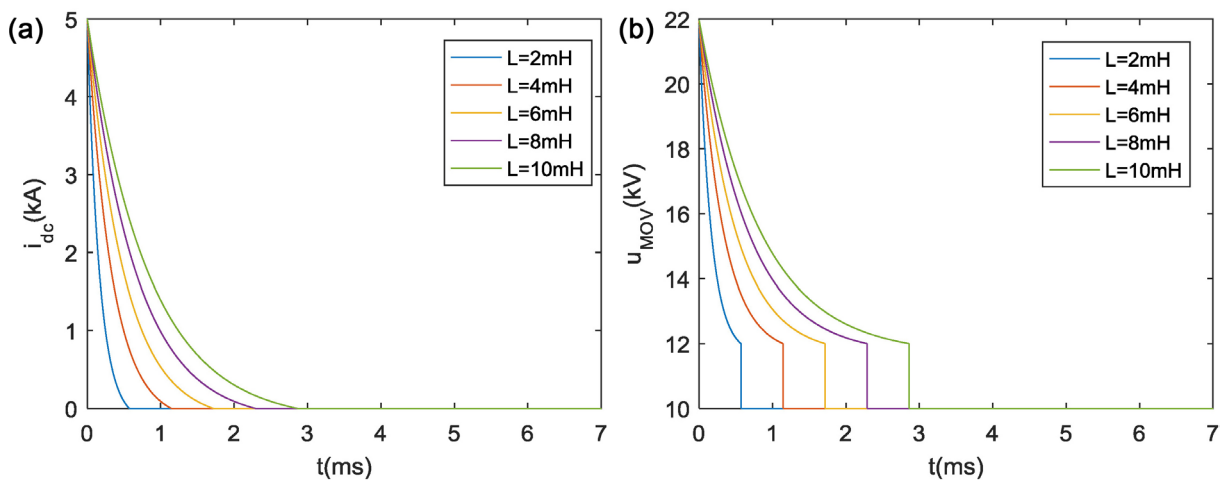 (a)
5
4
3
2
1
0
i_dc(kA)
L=2mH
L=4mH
L=6mH
L=8mH
L=10mH
0 1 2 3 4 5 6 7
t(ms)
(b)
22
20
18
16
14
12
10
u_MOV(kV)
L=2mH
L=4mH
L=6mH
L=8mH
L=10mH
0 1 2 3 4 5 6 7
t(ms)